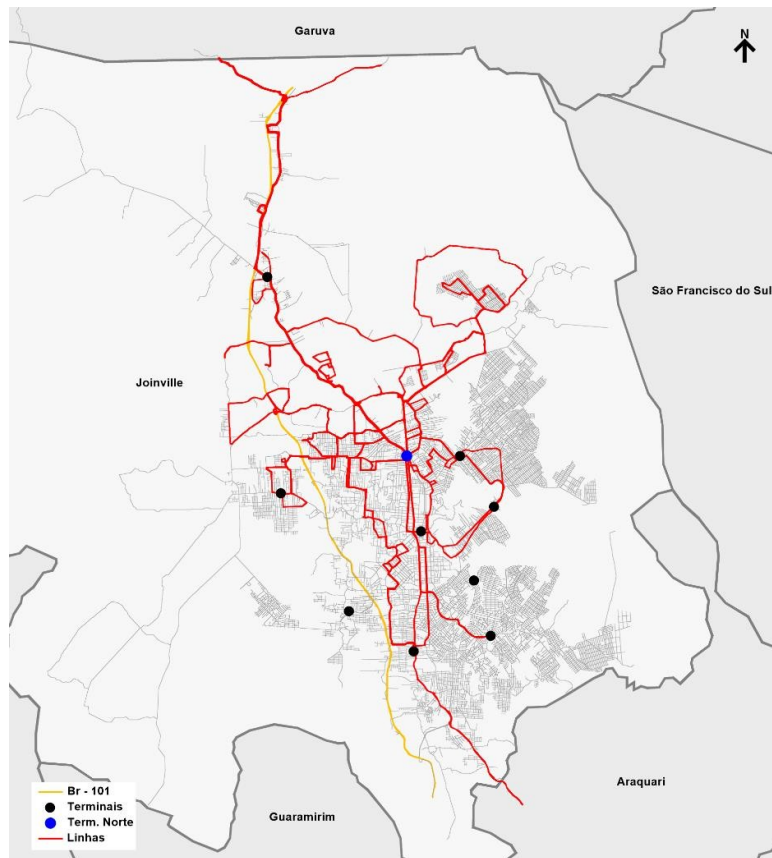 Garuva
N
São Francisco do Sul
Joinville
Araquari
Guaramirim
Br - 101
Terminais
Term. Norte
Linhas